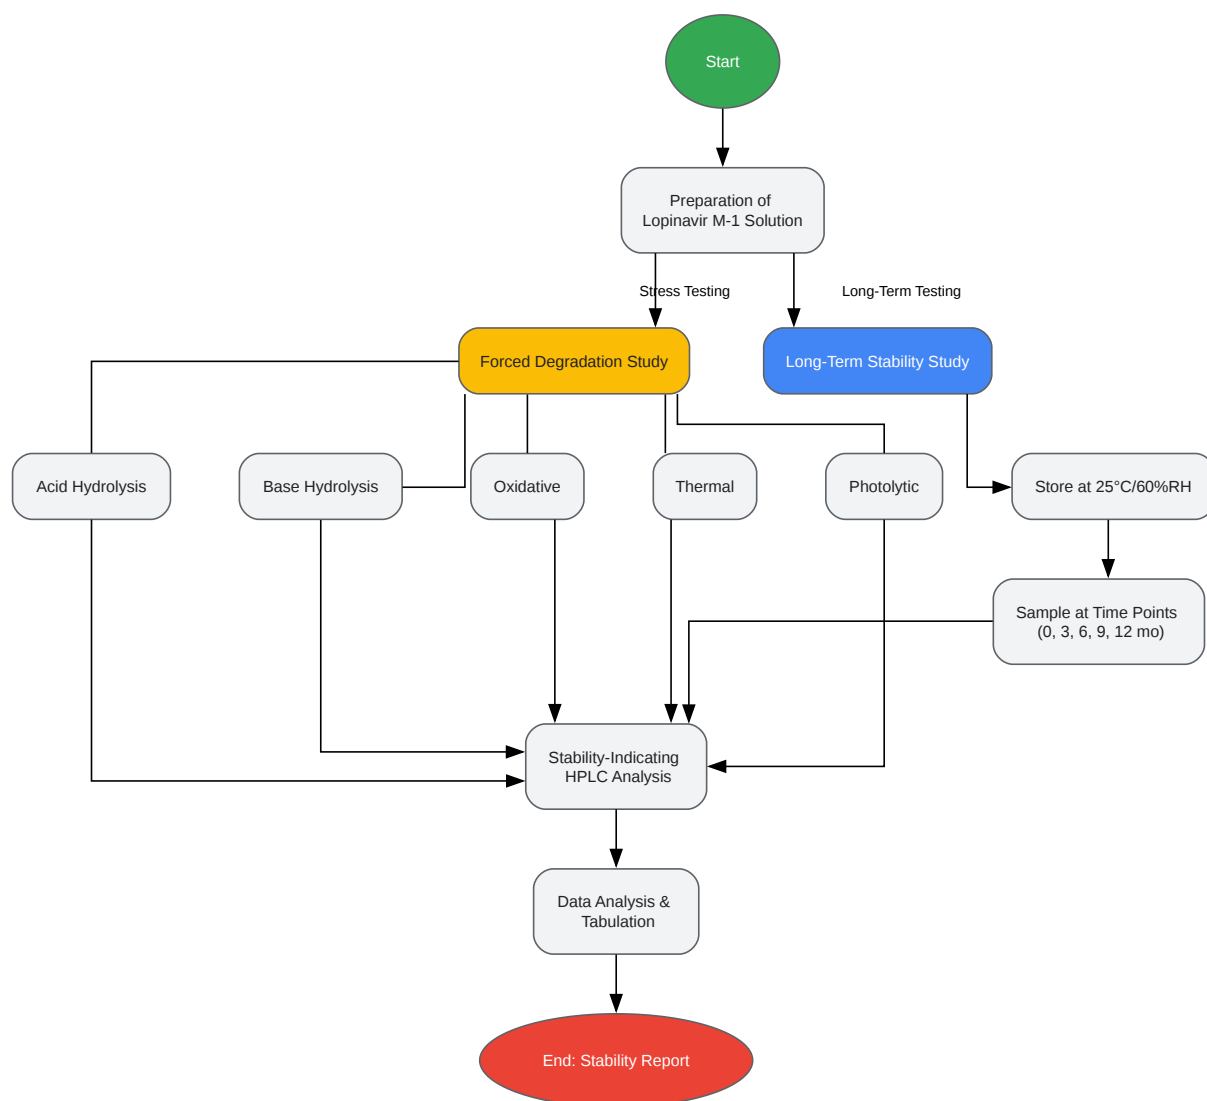 Start
Preparation of
Lopinavir M-1 Solution
Stress Testing
Long-Term Testing
Forced Degradation Study
Long-Term Stability Study
Acid Hydrolysis
Base Hydrolysis
Oxidative
Thermal
Photolytic
Store at 25°C/60%RH
Sample at Time Points
(0, 3, 6, 9, 12 mo)
Stability-Indicating
HPLC Analysis
Data Analysis &
Tabulation
End: Stability Report